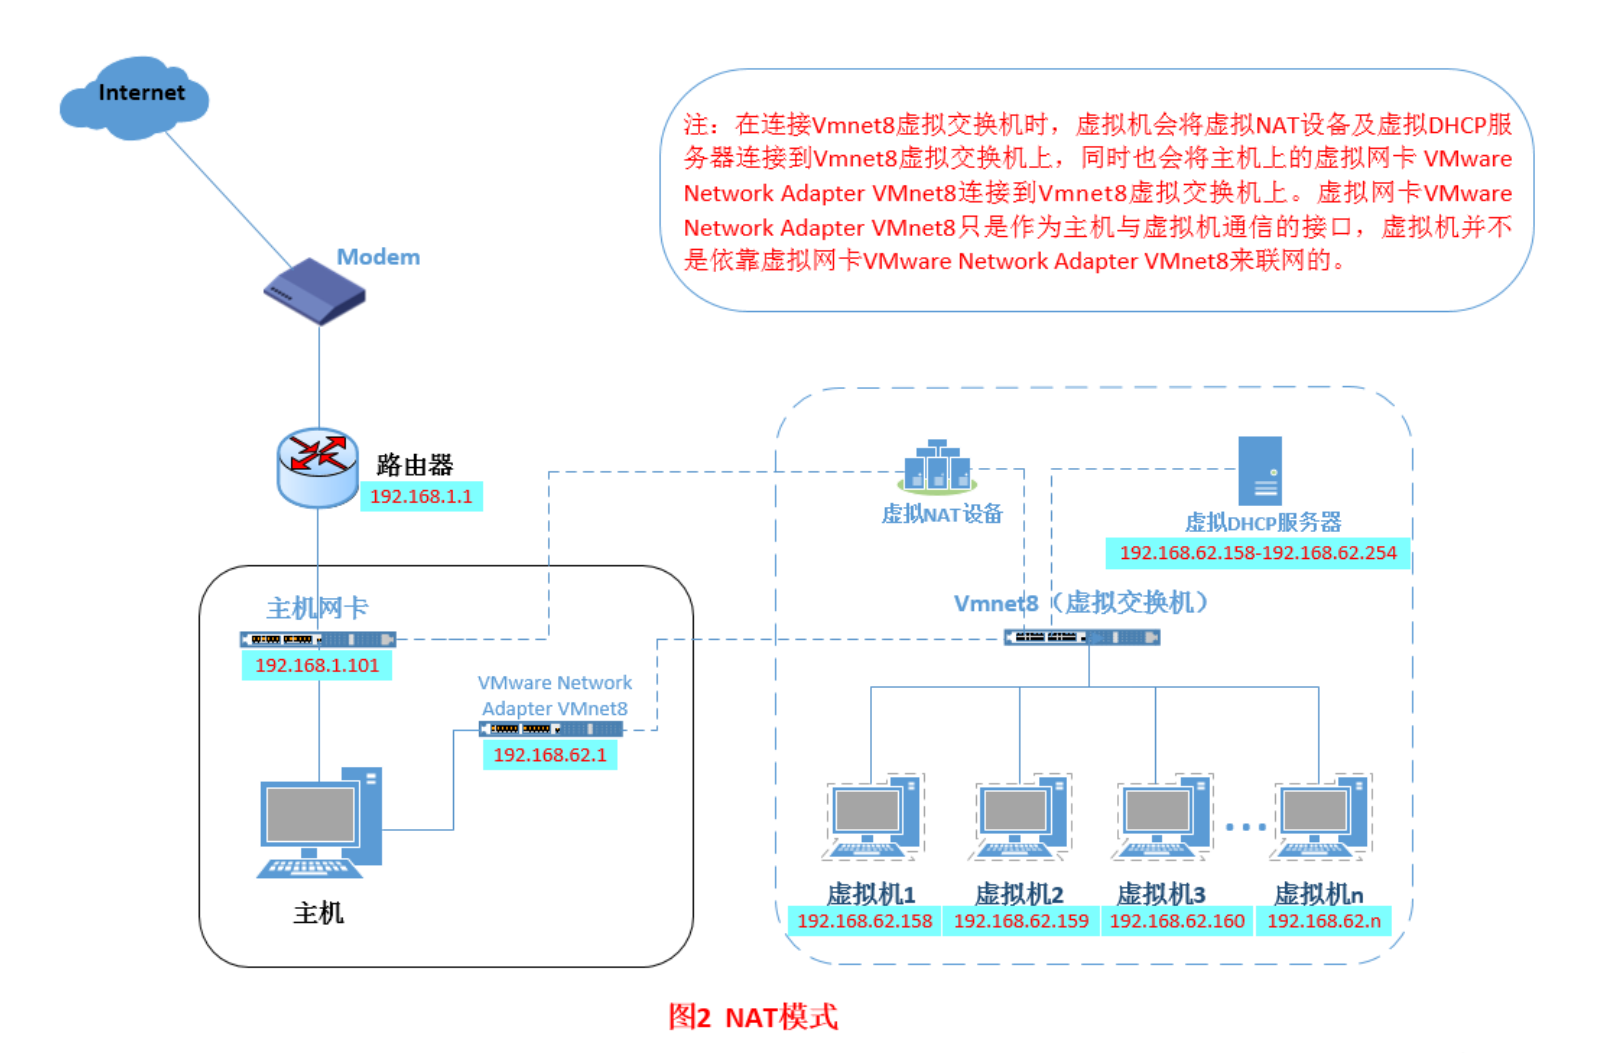 Internet
注：在连接Vmnet8虚拟交换机时，虚拟机会将虚拟NAT设备及虚拟DHCP服
务器连接到Vmnet8虚拟交换机上，同时也会将主机上的虚拟网卡 VMware
Network Adapter VMnet8连接到Vmnet8虚拟交换机上。虚拟网卡VMware
Network Adapter VMnet8只是作为主机与虚拟机通信的接口，虚拟机并不
是依靠虚拟网卡VMware Network Adapter VMnet8来联网的。
Modem
路由器
192.168.1.1
虚拟NAT设备
虚拟DHCP服务器
192.168.62.158-192.168.62.254
主机网卡
192.168.1.101
Vmnet8（虚拟交换机）
VMware Network
Adapter VMnet8
192.168.62.1
主机
虚拟机1
192.168.62.158
虚拟机2
192.168.62.159
虚拟机3
192.168.62.160
虚拟机n
192.168.62.n
图2 NAT模式